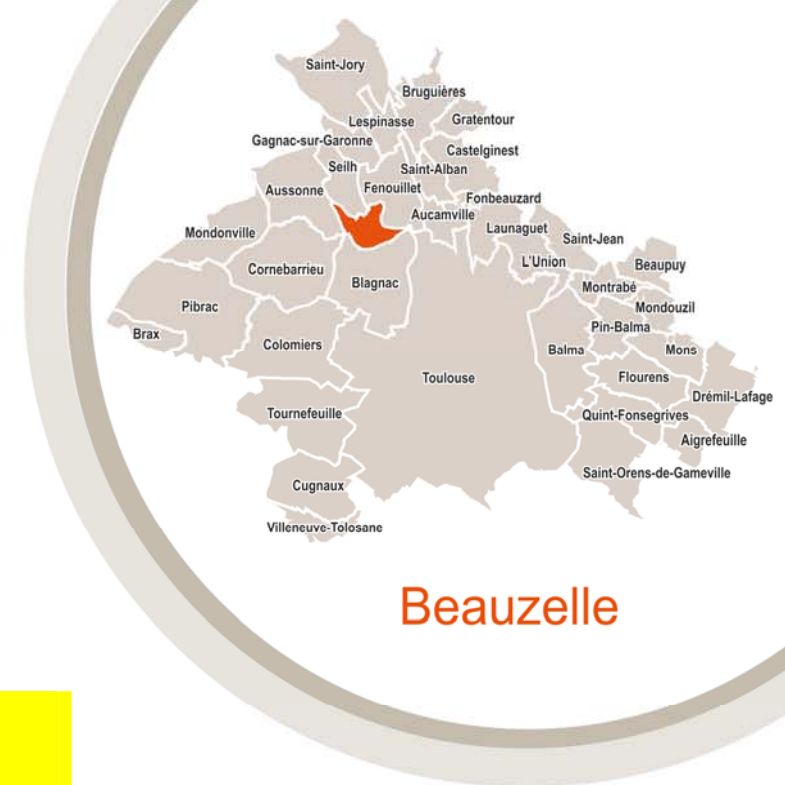 Saint-Jory
Bruguières
Lespinasse
Gratentour
Gagnac-sur-Garonne
Castelginest
Seilh
Saint-Alban
Aussonne
Fenouillet
Fonbeauzard
Aucamville
Launaguet
Mondonville
Saint-Jean
L'Union
Cornebarrieu
Beaupuy
Blagnac
Montrabé
Pibrac
Mondouzil
Pin-Balma
Brax
Colomiers
Balma
Mons
Toulouse
Flourens
Drémil-Lafage
Tournefeuille
Quint-Fonsegrives
Aigrefeuille
Saint-Orens-de-Gameville
Cugnaux
Villeneuve-Tolosane
Beauzelle